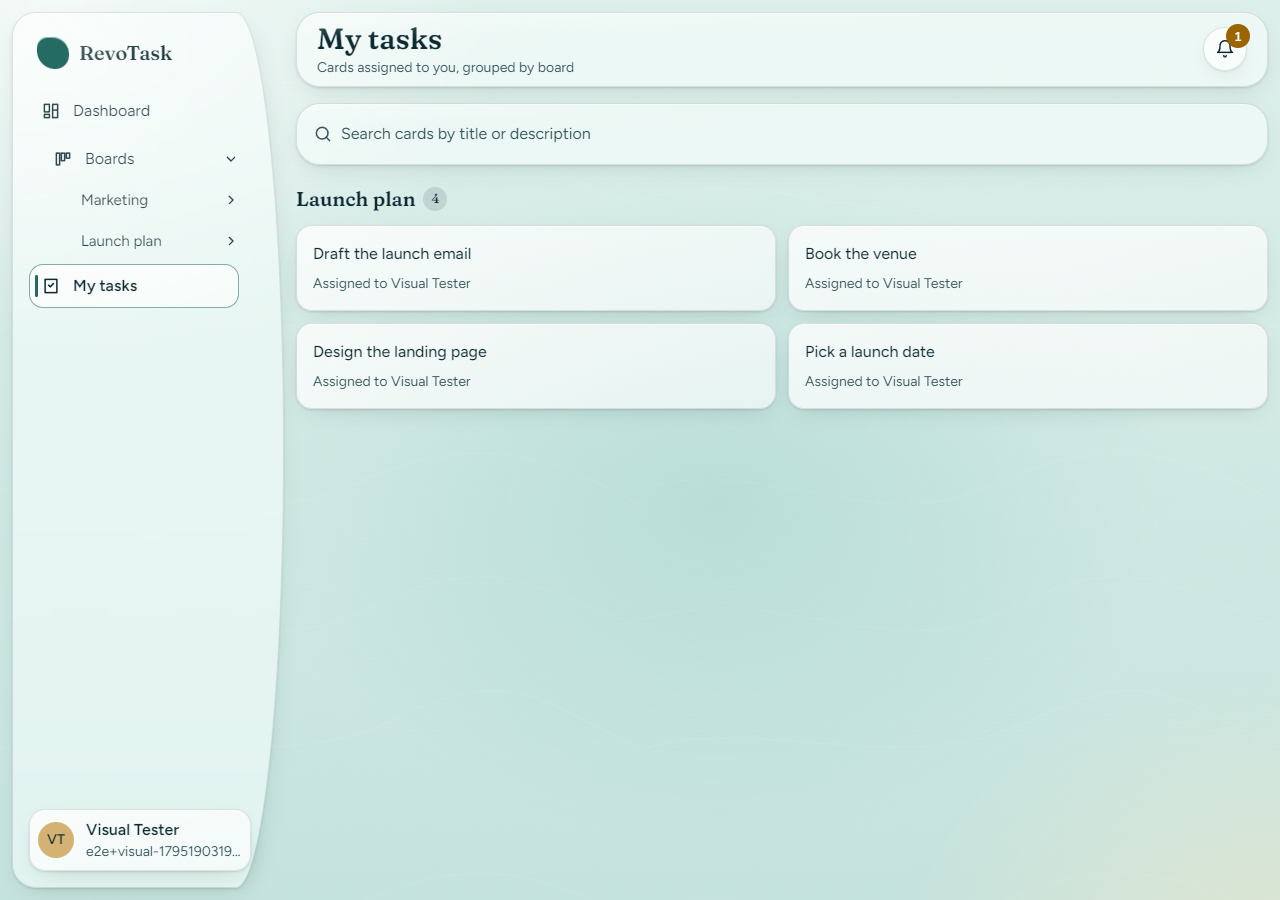 RevoTask
Dashboard
Boards
Marketing
Launch plan
My tasks
Visual Tester
VT
e2e+visual-1795190319…
My tasks
Cards assigned to you, grouped by board
1
Search cards by title or description
Launch plan 4
Draft the launch email
Assigned to Visual Tester
Book the venue
Assigned to Visual Tester
Design the landing page
Assigned to Visual Tester
Pick a launch date
Assigned to Visual Tester